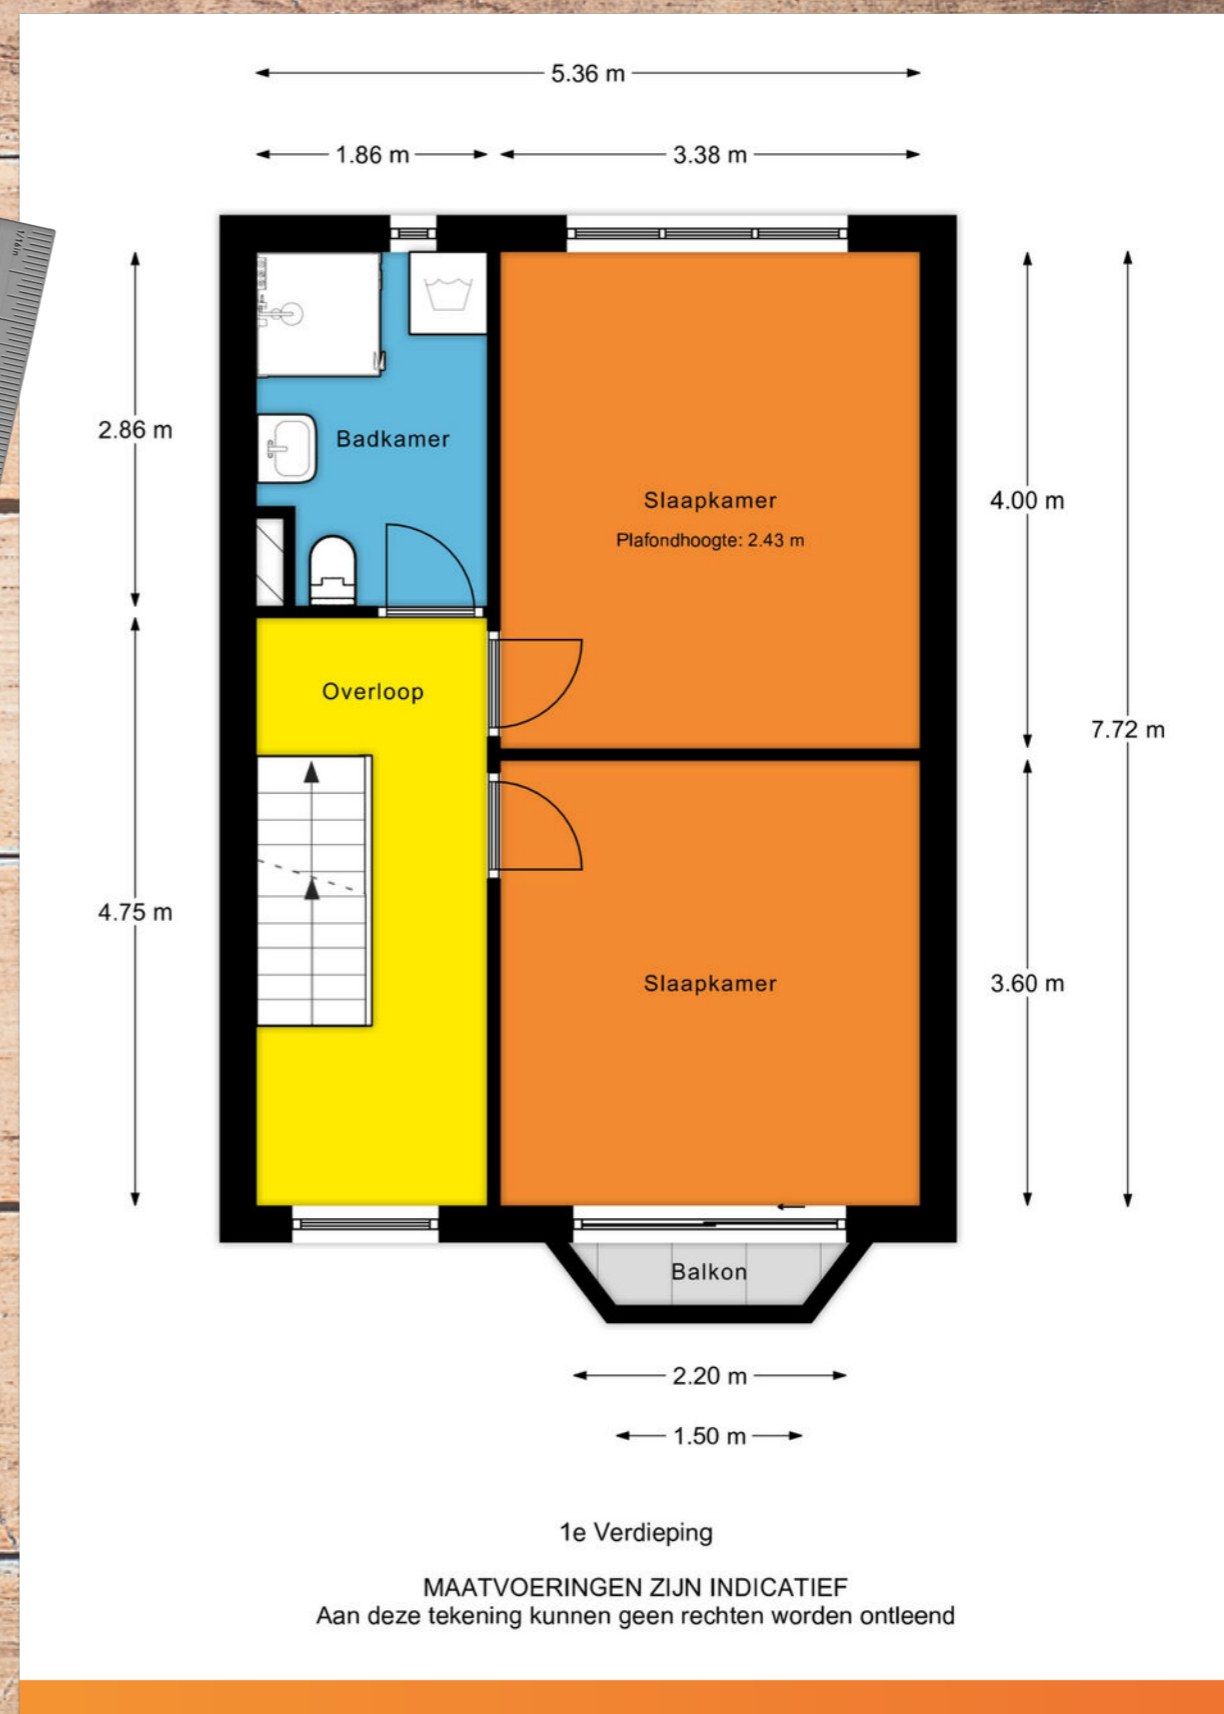 5.36 m
1.86 m
3.38 m
1/16in
2.86 m
Badkamer
Slaapkamer
Plafondhoogte: 2.43 m
4.00 m
Overloop
7.72 m
4.75 m
Slaapkamer
3.60 m
Balkon
2.20 m
1.50 m
1e Verdieping
MAATVOERINGEN ZIJN INDICATIEF
Aan deze tekening kunnen geen rechten worden ontleend